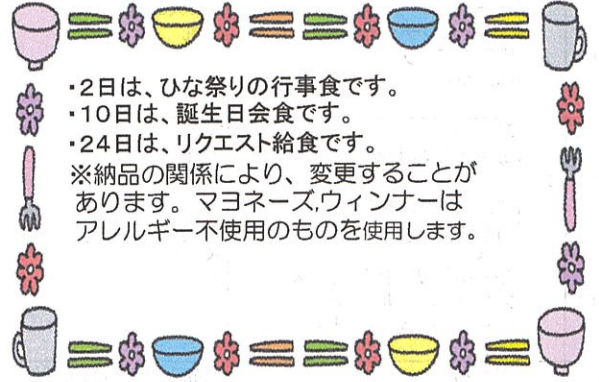 ・2日は、ひな祭りの行事食です。
・10日は、誕生日会食です。
・24日は、リクエスト給食です。
※納品の関係により、変更することが
あります。マヨネーズ,ウィンナーは
アレルギー不使用のものを使用します。